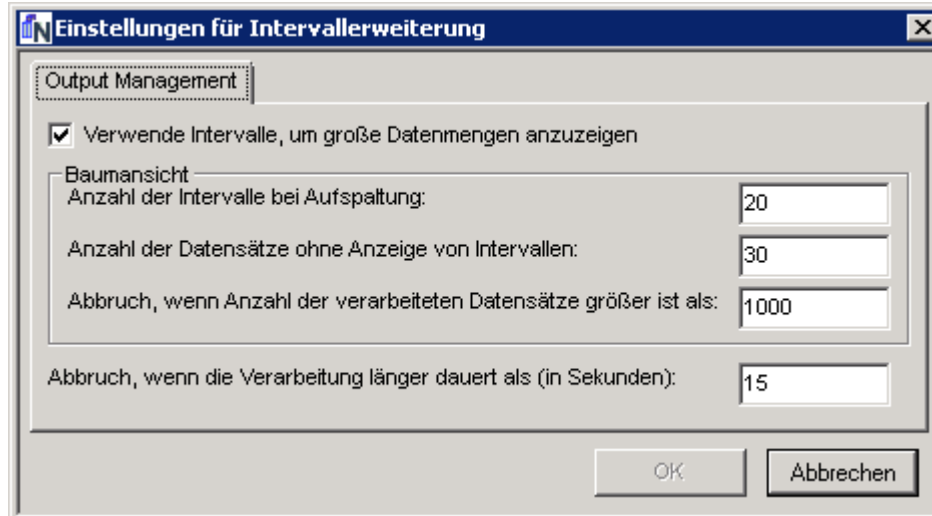 N Einstellungen für Intervallerweiterung
Output Management
Verwende Intervalle, um große Datenmengen anzuzeigen
Baumansicht
Anzahl der Intervalle bei Aufspaltung: 20
Anzahl der Datensätze ohne Anzeige von Intervallen: 30
Abbruch, wenn Anzahl der verarbeiteten Datensätze größer ist als: 1000
Abbruch, wenn die Verarbeitung länger dauert als (in Sekunden): 15
OK Abbrechen